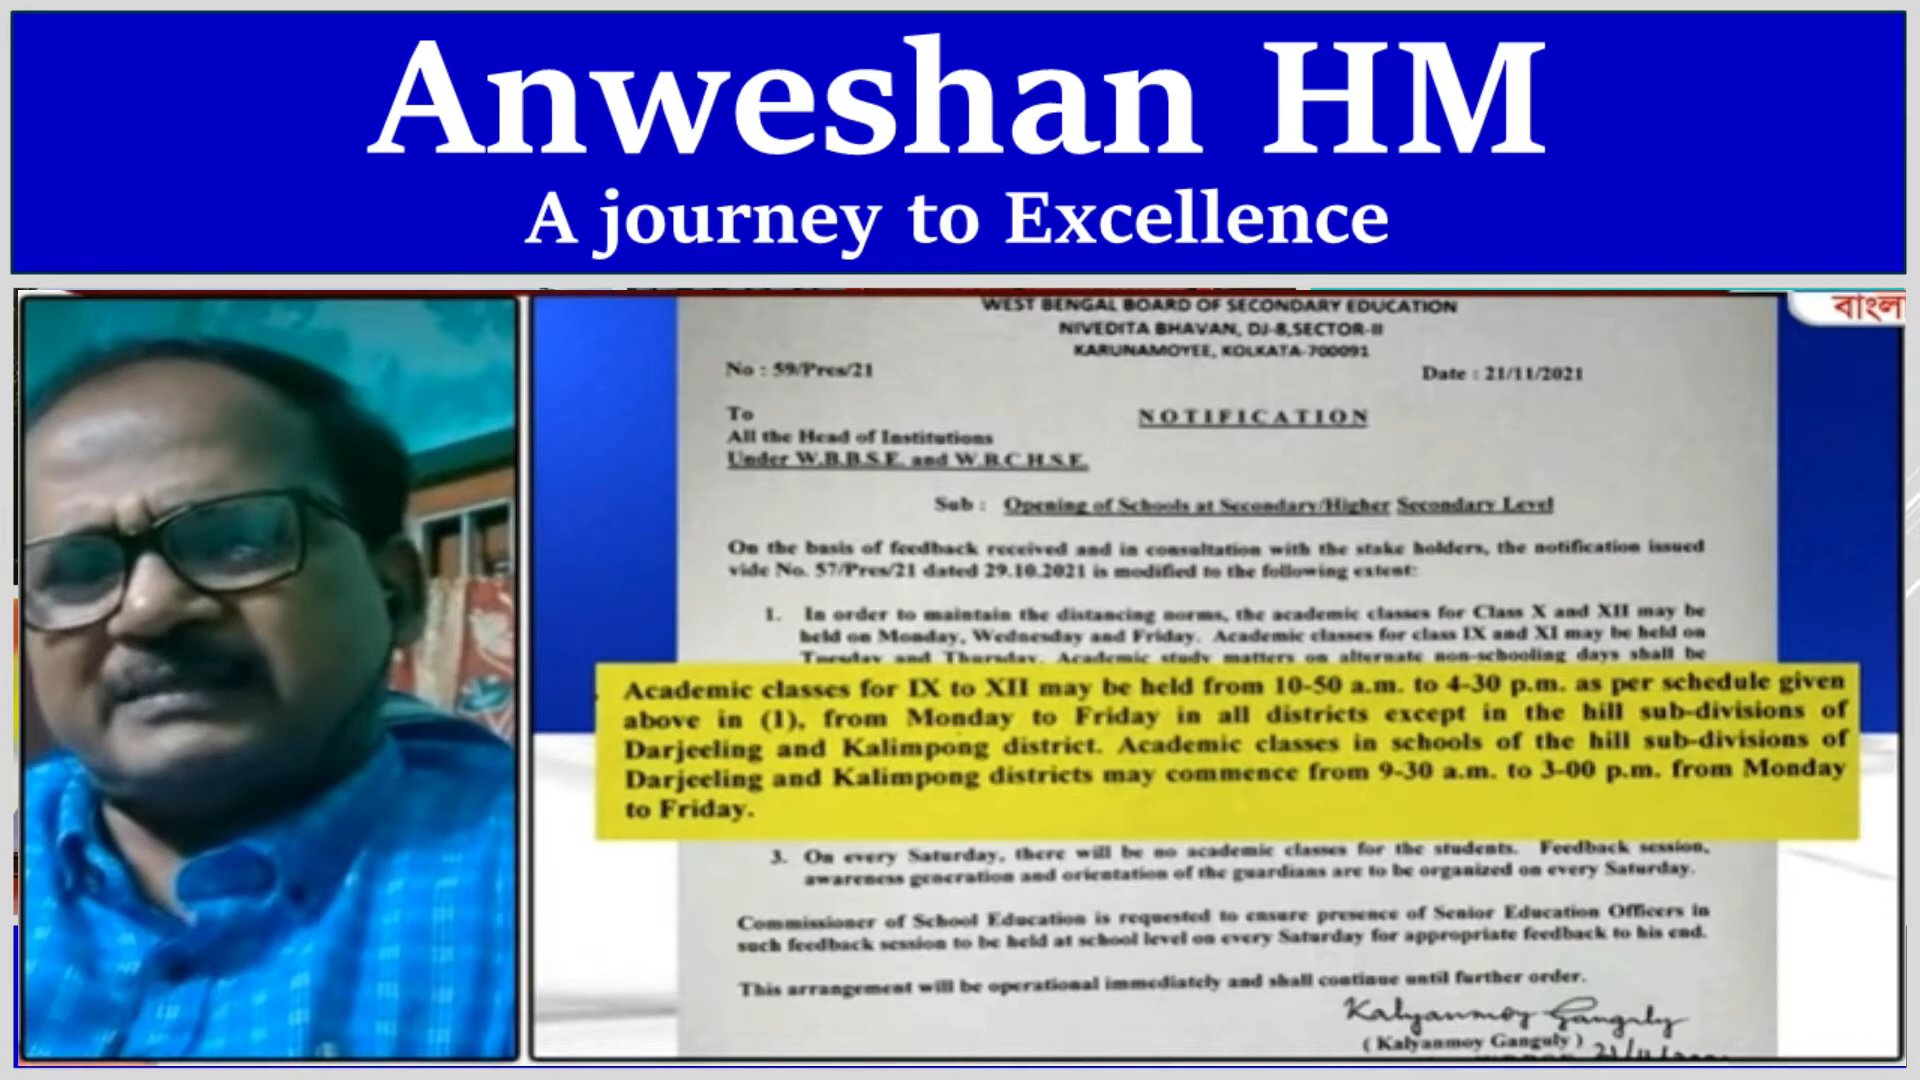 Anweshan HM
A journey to Excellence
বাংল
WEST BENGAL BOARD OF SECONDARY EDUCATION
NIVEDITA BHAVAN, DJ-8,SECTOR-II
KARUNAMOYEE, KOLKATA-700091
No : 59/Pres/21
Date : 21/11/2021
To
NOTIFICATION
All the Head of Institutions
Under W.B.B.S.E. and W.B.C.H.S.E.
Sub : Opening of Schools at Secondary/Higher Secondary Level
On the basis of feedback received and in consultation with the stake holders, the notification issued
vide No. 57/Pres/21 dated 29.10.2021 is modified to the following extent:
1. In order to maintain the distancing norms, the academic classes for Class X and XII may be
held on Monday, Wednesday and Friday. Academic classes for class IX and XI may be held on
Tuesday and Thursday. Academic study matters on alternate non-schooling days shall be
Academic classes for IX to XII may be held from 10-50 a.m. to 4-30 p.m. as per schedule given
above in (1), from Monday to Friday in all districts except in the hill sub-divisions of
Darjeeling and Kalimpong district. Academic classes in schools of the hill sub-divisions of
Darjeeling and Kalimpong districts may commence from 9-30 a.m. to 3-00 p.m. from Monday
to Friday.
3. On every Saturday, there will be no academic classes for the students. Feedback session,
awareness generation and orientation of the guardians are to be organized on every Saturday.
Commissioner of School Education is requested to ensure presence of Senior Education Officers in
such feedback session to be held at school level on every Saturday for appropriate feedback to his end.
This arrangement will be operational immediately and shall continue until further order.
Kalyanmoy Ganguly
( Kalyanmoy Ganguly )